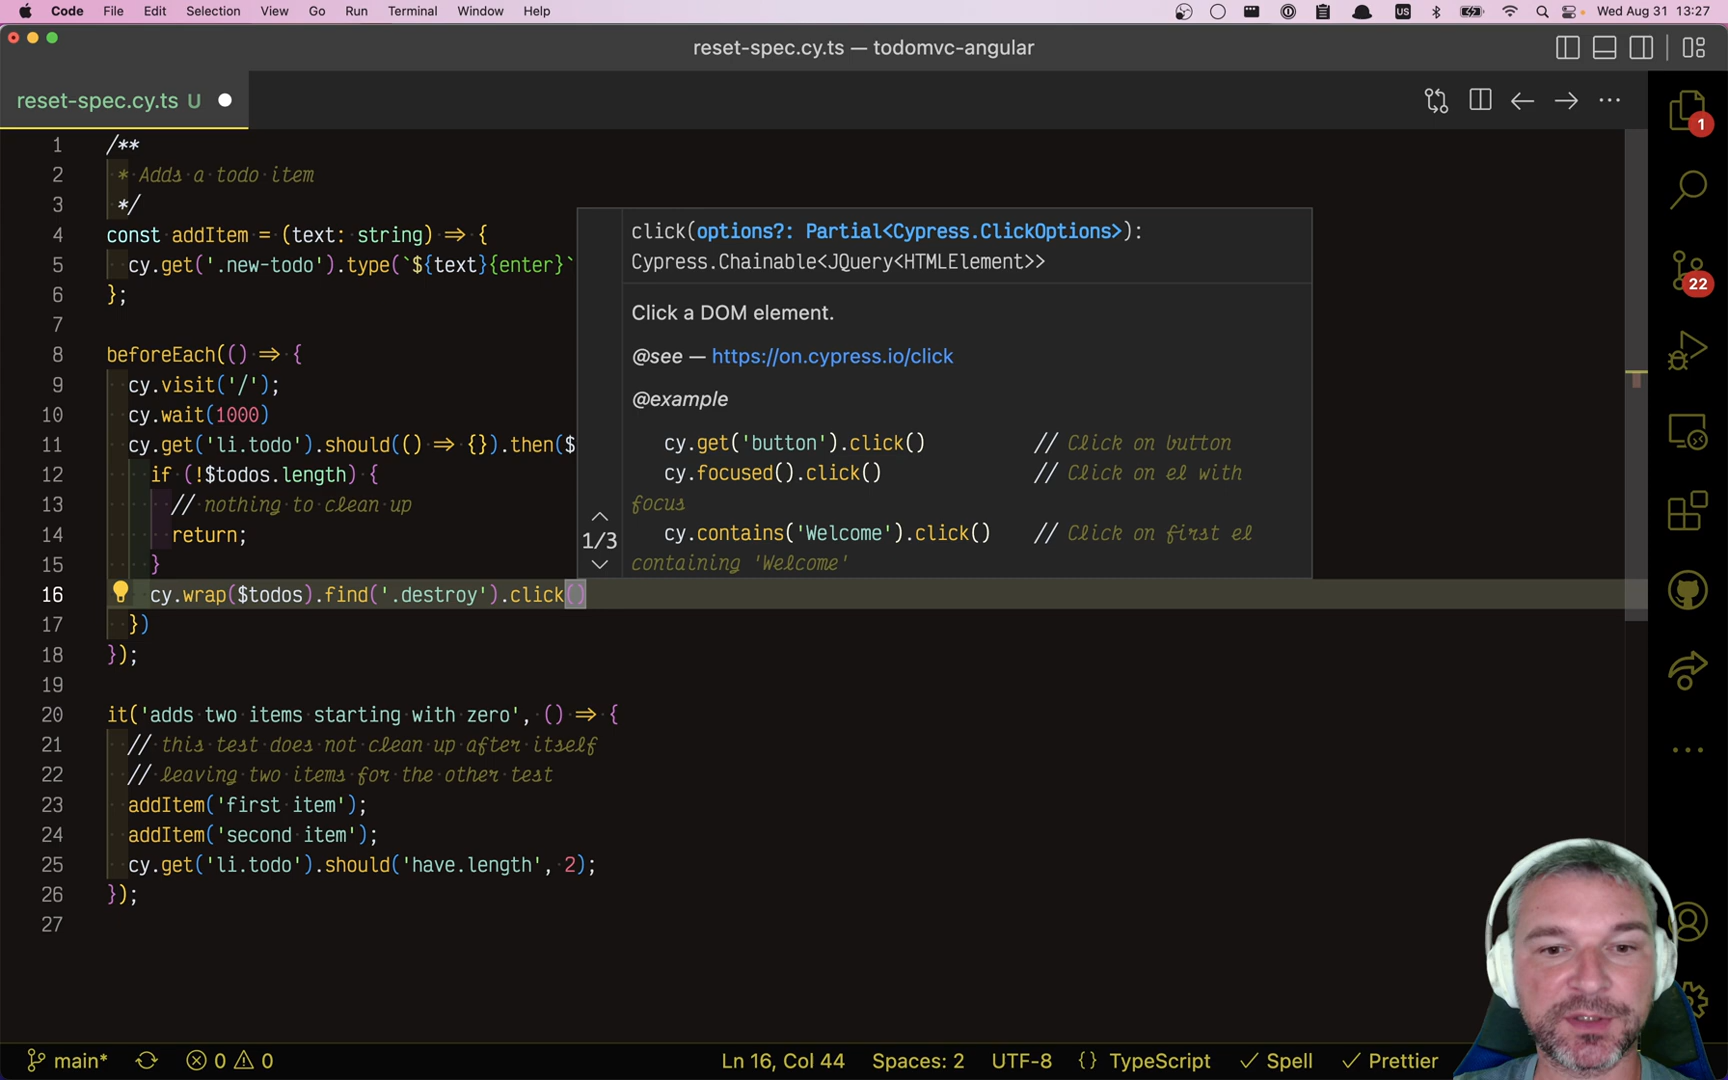 Code File Edit Selection View Go Run Terminal Window Help US Wed Aug 31 13:27
reset-spec.cy.ts — todomvc-angular
reset-spec.cy.ts U
1 /**
2 * Adds a todo item
3 */
4 const addItem = (text: string) => {
5 cy.get('.new-todo').type(`${text}{enter}`
6 };
7
8 beforeEach(() => {
9 cy.visit('/');
10 cy.wait(1000)
11 cy.get('li.todo').should(() => {}).then($
12 if (!$todos.length) {
13 // nothing to clean up
14 return;
15 }
16 cy.wrap($todos).find('.destroy').click()
17 })
18 });
19
20 it('adds two items starting with zero', () => {
21 // this test does not clean up after itself
22 // leaving two items for the other test
23 addItem('first item');
24 addItem('second item');
25 cy.get('li.todo').should('have.length', 2);
26 });
27
click(options?: Partial<Cypress.ClickOptions>):
Cypress.Chainable<JQuery<HTMLElement>>
Click a DOM element.
@see — https://on.cypress.io/click
@example
cy.get('button').click() // Click on button
cy.focused().click() // Click on el with
focus
cy.contains('Welcome').click() // Click on first el
containing 'Welcome'
1/3
1
22
main* 0 0 Ln 16, Col 44 Spaces: 2 UTF-8 {} TypeScript Spell Prettier